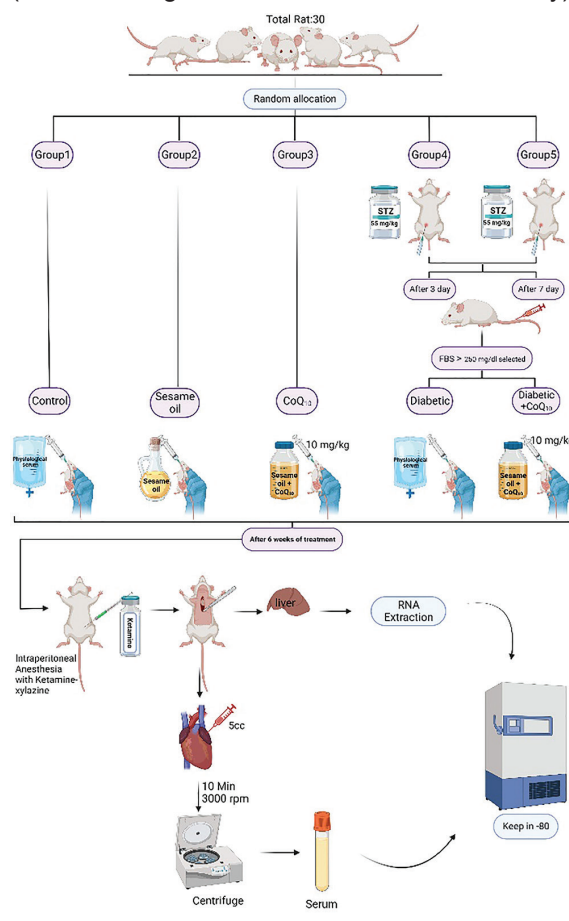 Total Rat:30
Random allocation
Group1
Group2
Group3
Group4
Group5
STZ
55 mg/kg
STZ
55 mg/kg
After 3 day
After 7 day
FBS > 250 mg/dl selected
Control
Sesame
oil
CoQ₁₀
Diabetic
Diabetic
+CoQ₁₀
Physiological
Sesame
oil
10 mg/kg
Sesame
oil +
CoQ₁₀
Physiological
10 mg/kg
Sesame
oil +
CoQ₁₀
After 6 weeks of treatment
Ketamine
Intraperitoneal
Anesthesia
with Ketamine-
xylazine
liver
RNA
Extraction
5cc
10 Min
3000 rpm
Keep in -80
Centrifuge
Serum